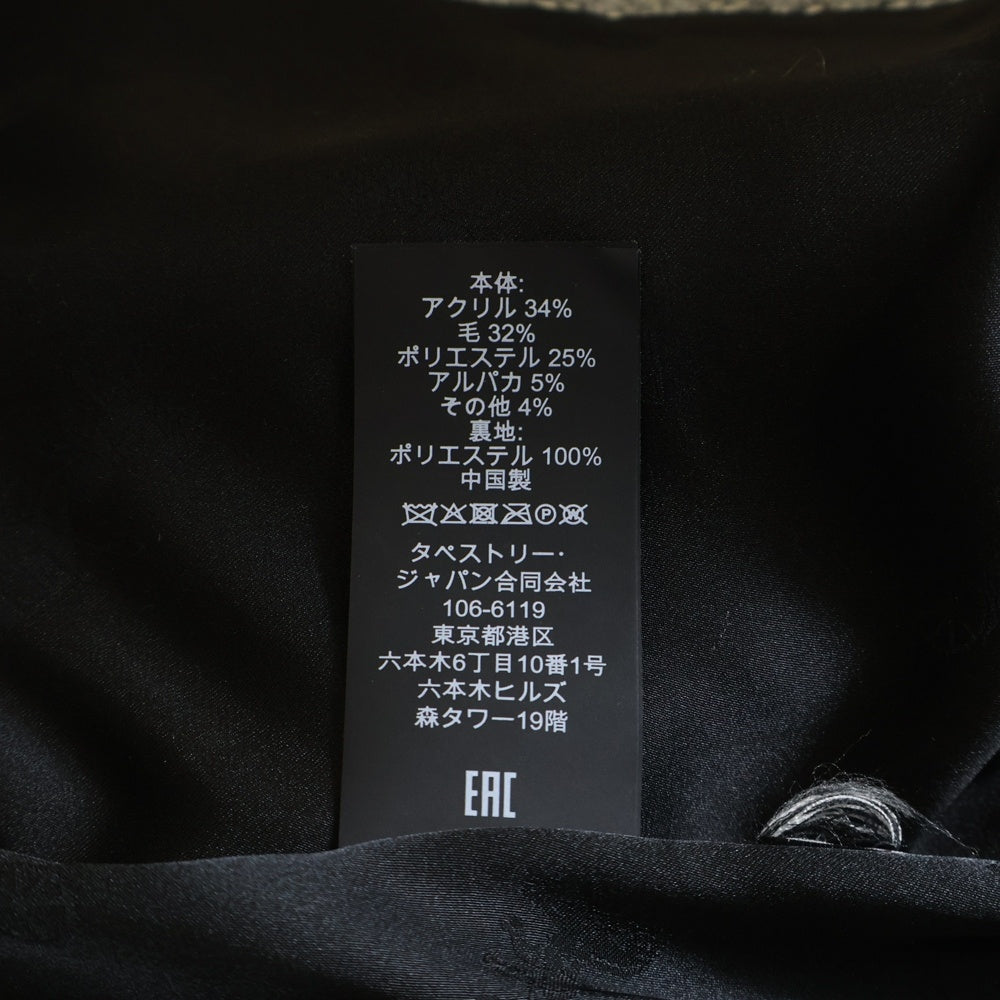 本体:
アクリル 34%
毛 32%
ポリエステル 25%
アルパカ 5%
その他 4%
裏地:
ポリエステル 100%
中国製
タペストリー・
ジャパン合同会社
106-6119
東京都港区
六本木6丁目10番1号
六本木ヒルズ
森タワー19階
EAC